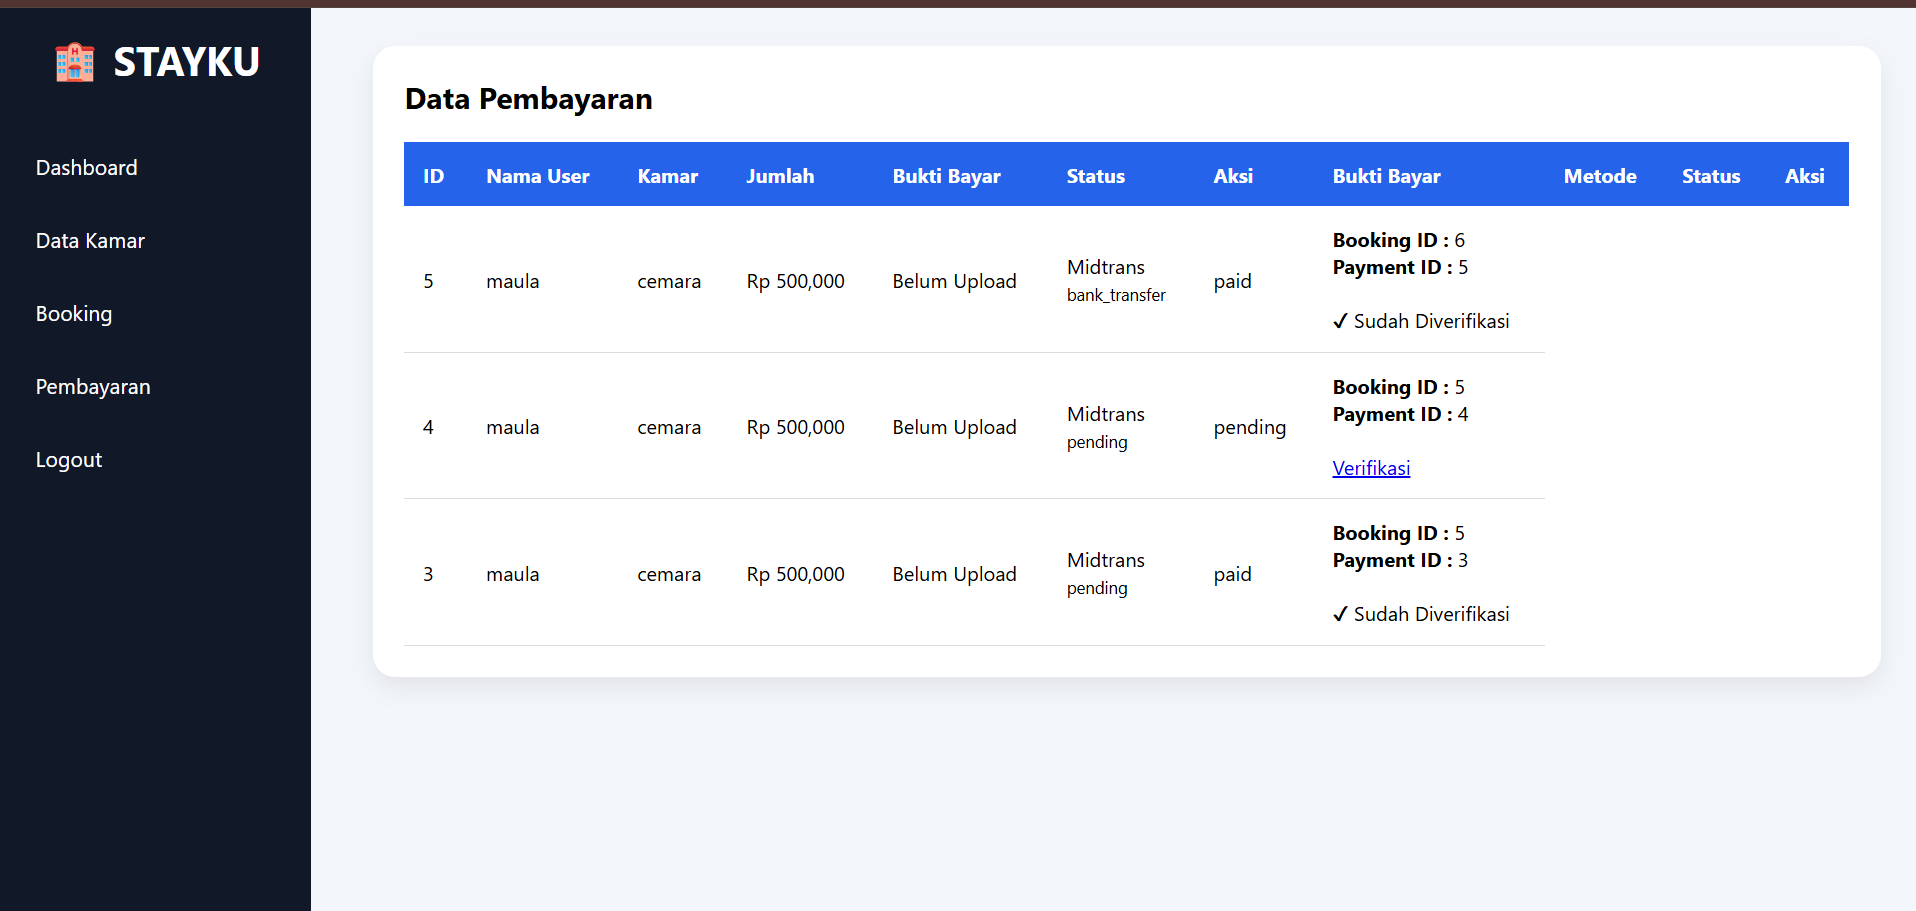 STAYKU
Dashboard
Data Kamar
Booking
Pembayaran
Logout
Data Pembayaran
ID Nama User Kamar Jumlah Bukti Bayar Status Aksi Bukti Bayar Metode Status Aksi
5 maula cemara Rp 500,000 Belum Upload Midtrans
bank_transfer
paid
Booking ID : 6
Payment ID : 5
✔ Sudah Diverifikasi
4 maula cemara Rp 500,000 Belum Upload Midtrans
pending
pending
Booking ID : 5
Payment ID : 4
Verifikasi
3 maula cemara Rp 500,000 Belum Upload Midtrans
pending
paid
Booking ID : 5
Payment ID : 3
✔ Sudah Diverifikasi